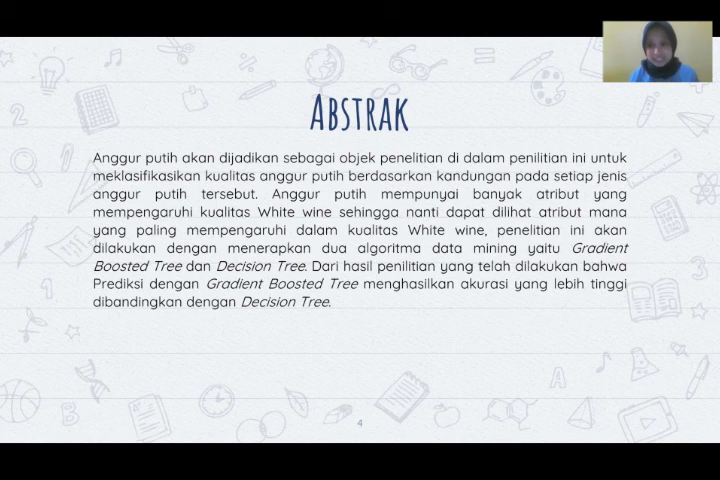 Abstrak
Anggur putih akan dijadikan sebagai objek penelitian di dalam penilitian ini untuk
meklasifikasikan kualitas anggur putih berdasarkan kandungan pada setiap jenis
anggur putih tersebut. Anggur putih mempunyai banyak atribut yang
mempengaruhi kualitas White wine sehingga nanti dapat dilihat atribut mana
yang paling mempengaruhi dalam kualitas White wine, penelitian ini akan
dilakukan dengan menerapkan dua algoritma data mining yaitu Gradient
Boosted Tree dan Decision Tree. Dari hasil penilitian yang telah dilakukan bahwa
Prediksi dengan Gradient Boosted Tree menghasilkan akurasi yang lebih tinggi
dibandingkan dengan Decision Tree.
4